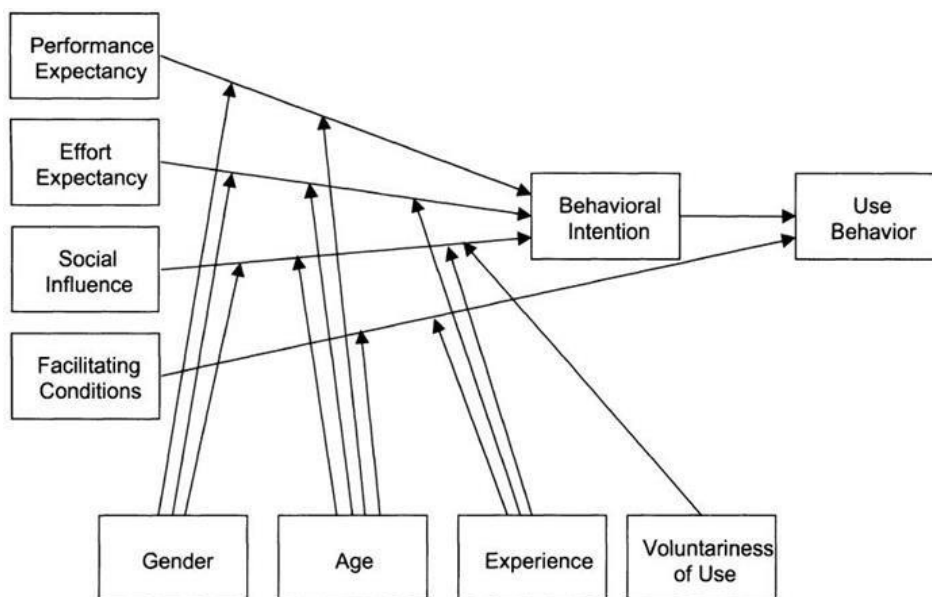 Performance
Expectancy
Effort
Expectancy
Social
Influence
Facilitating
Conditions
Behavioral
Intention
Use
Behavior
Gender
Age
Experience
Voluntariness
of Use